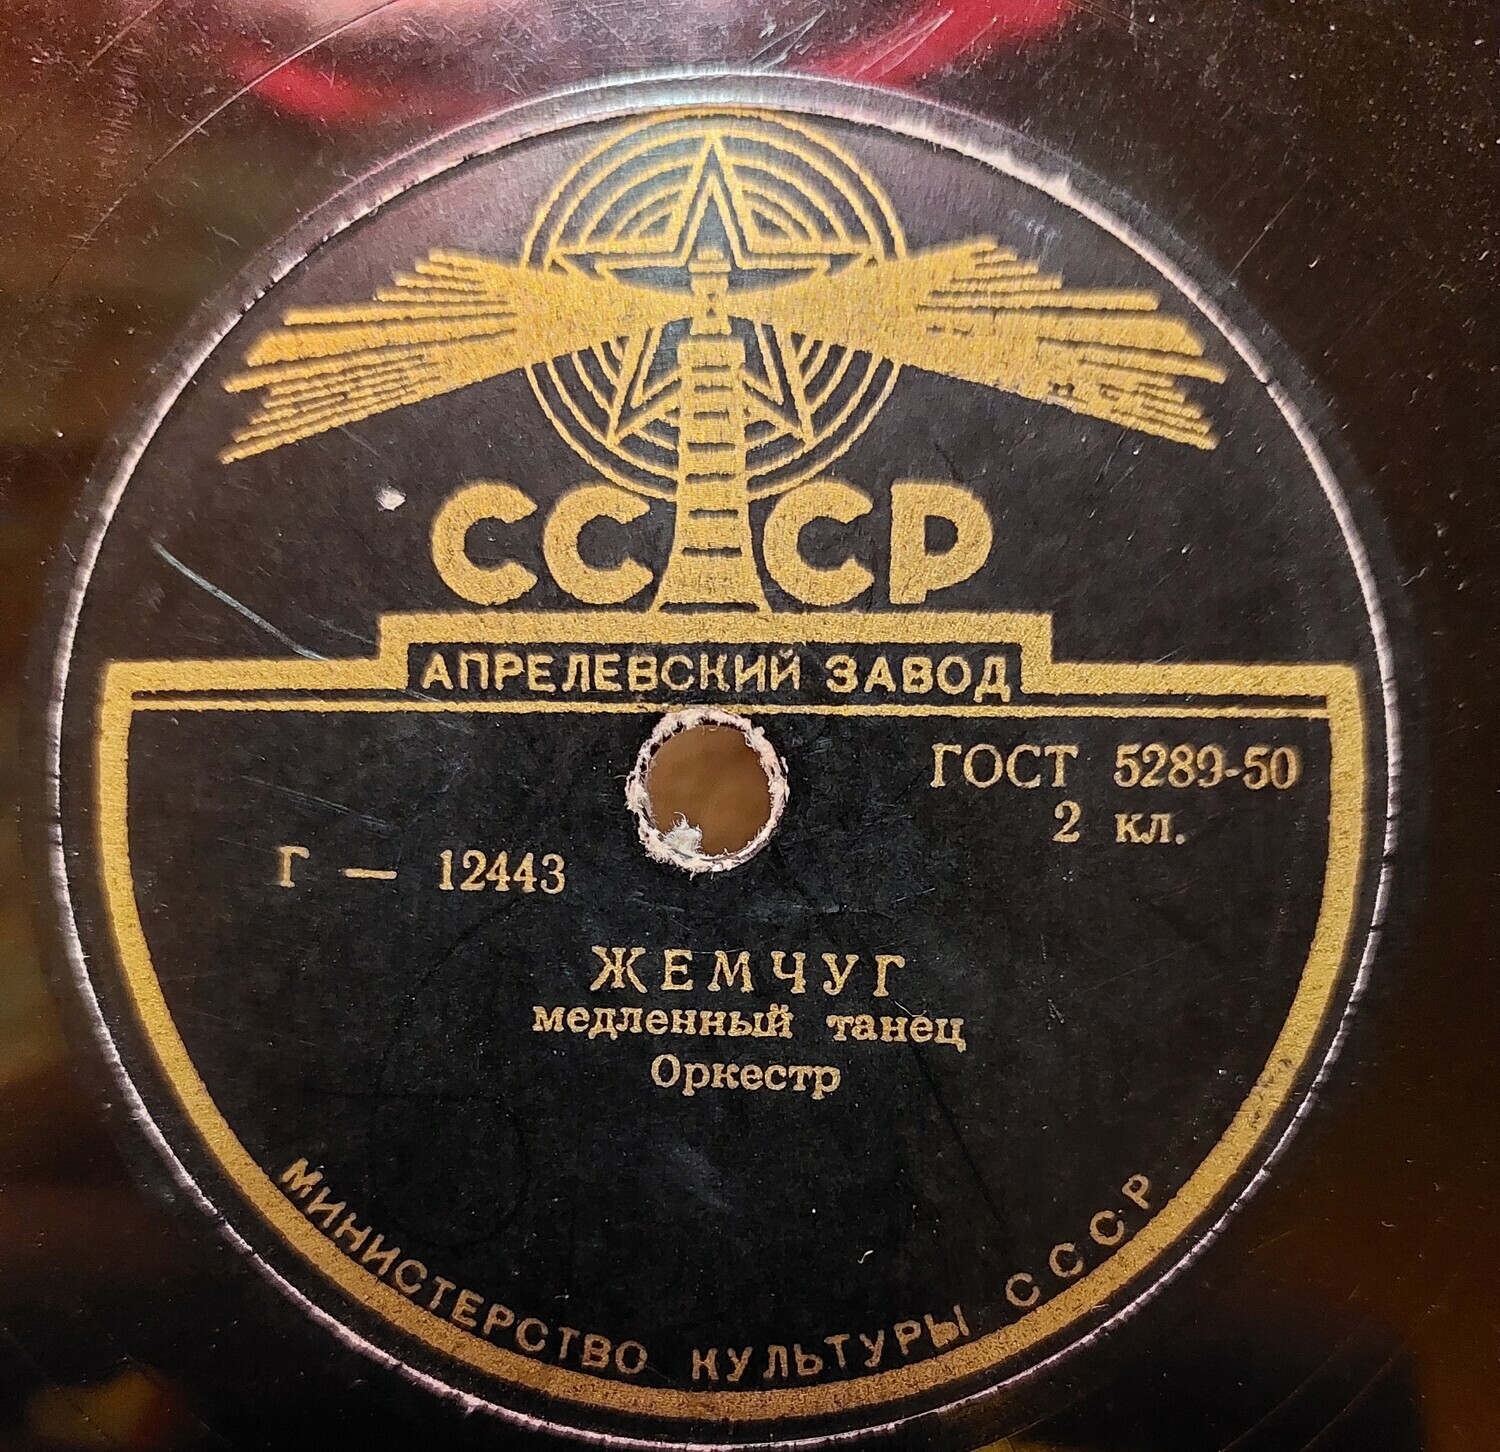 СССР
АПРЕЛЕВСКИЙ ЗАВОД
ГОСТ 5289-50
2 кл.
Г — 12443
ЖЕМЧУГ
медленный танец
Оркестр
МИНИСТЕРСТВО КУЛЬТУРЫ СССР